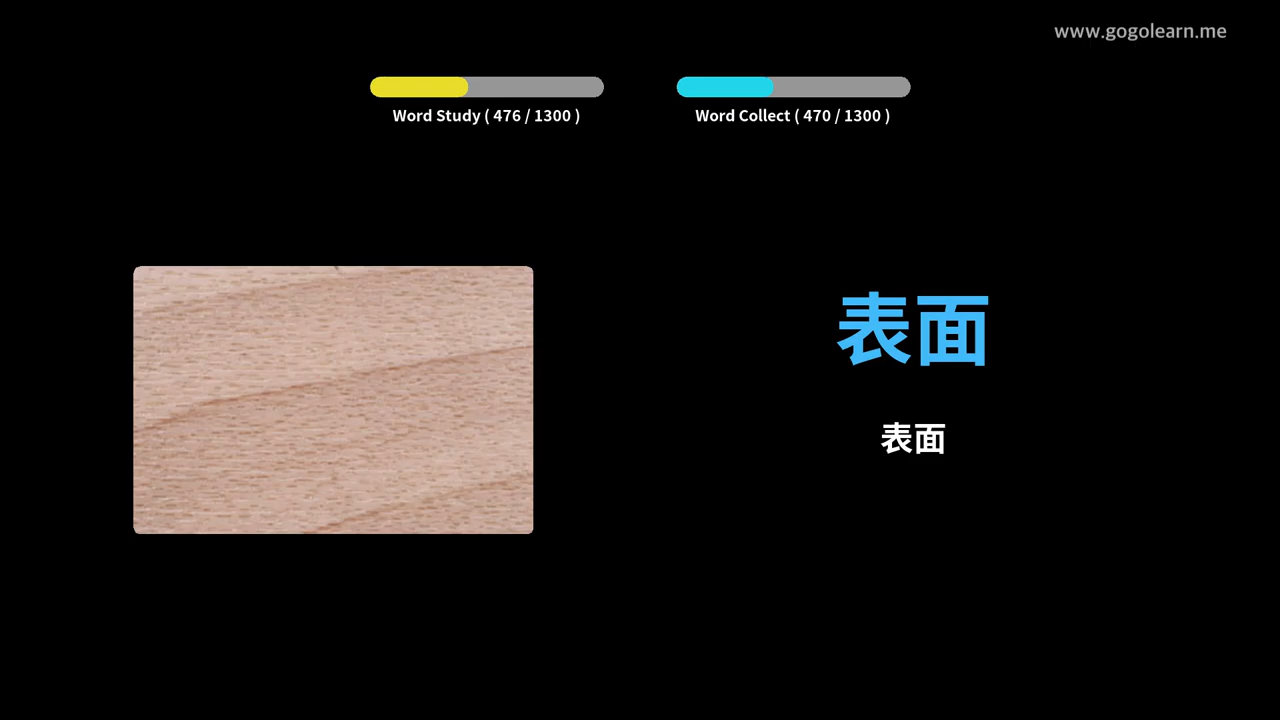 www.gogolearn.me
Word Study ( 476 / 1300 )
Word Collect ( 470 / 1300 )
表面
表面